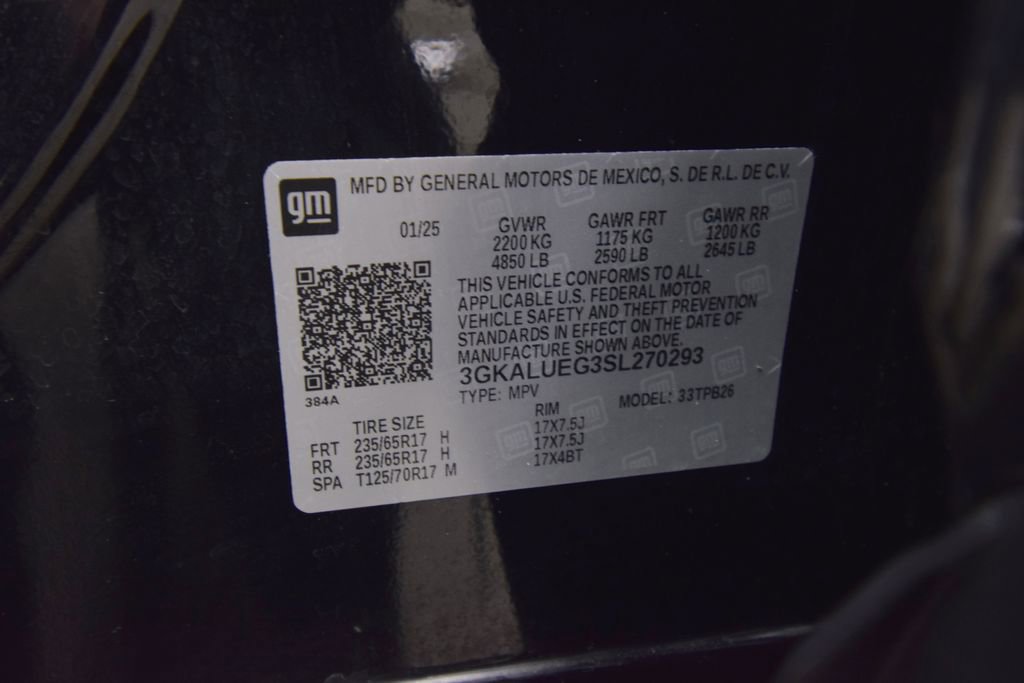 gm MFD BY GENERAL MOTORS DE MEXICO, S. DE R.L. DE C.V.
01/25 GVWR GAWR FRT GAWR RR
2200 KG 1175 KG 1200 KG
4850 LB 2590 LB 2645 LB
THIS VEHICLE CONFORMS TO ALL
APPLICABLE U.S. FEDERAL MOTOR
VEHICLE SAFETY AND THEFT PREVENTION
STANDARDS IN EFFECT ON THE DATE OF
MANUFACTURE SHOWN ABOVE.
3GKALUEG3SL270293
384A
TYPE: MPV MODEL: 33TPB26
TIRE SIZE RIM
FRT 235/65R17 H 17X7.5J
RR 235/65R17 H 17X7.5J
SPA T125/70R17 M 17X4BT